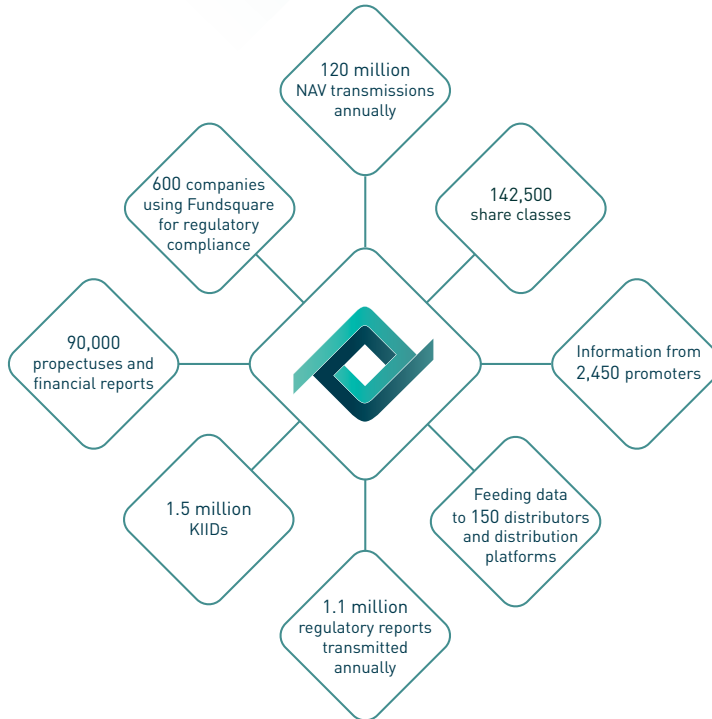 120 million
NAV transmissions
annually
600 companies
using Fundsquare
for regulatory
compliance
142,500
share classes
90,000
propectuses and
financial reports
Information from
2,450 promoters
1.5 million
KIIDs
Feeding data
to 150 distributors
and distribution
platforms
1.1 million
regulatory reports
transmitted
annually